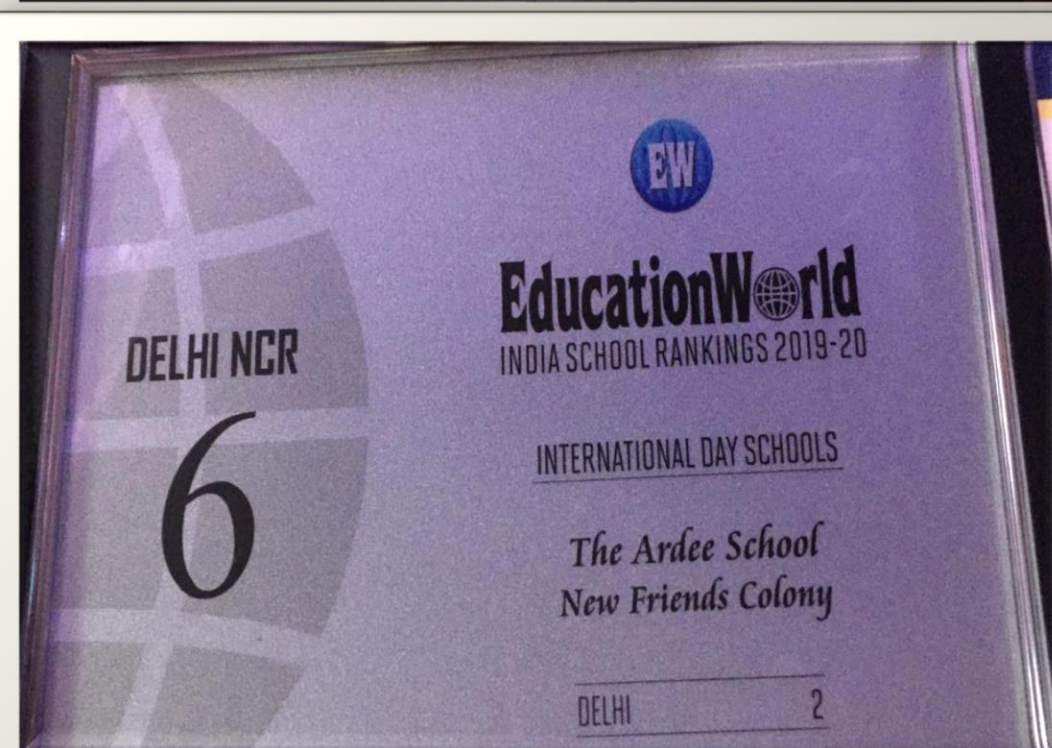 EW
EducationWorld
INDIA SCHOOL RANKINGS 2019-20
DELHI NCR
6
INTERNATIONAL DAY SCHOOLS
The Ardee School
New Friends Colony
DELHI 2